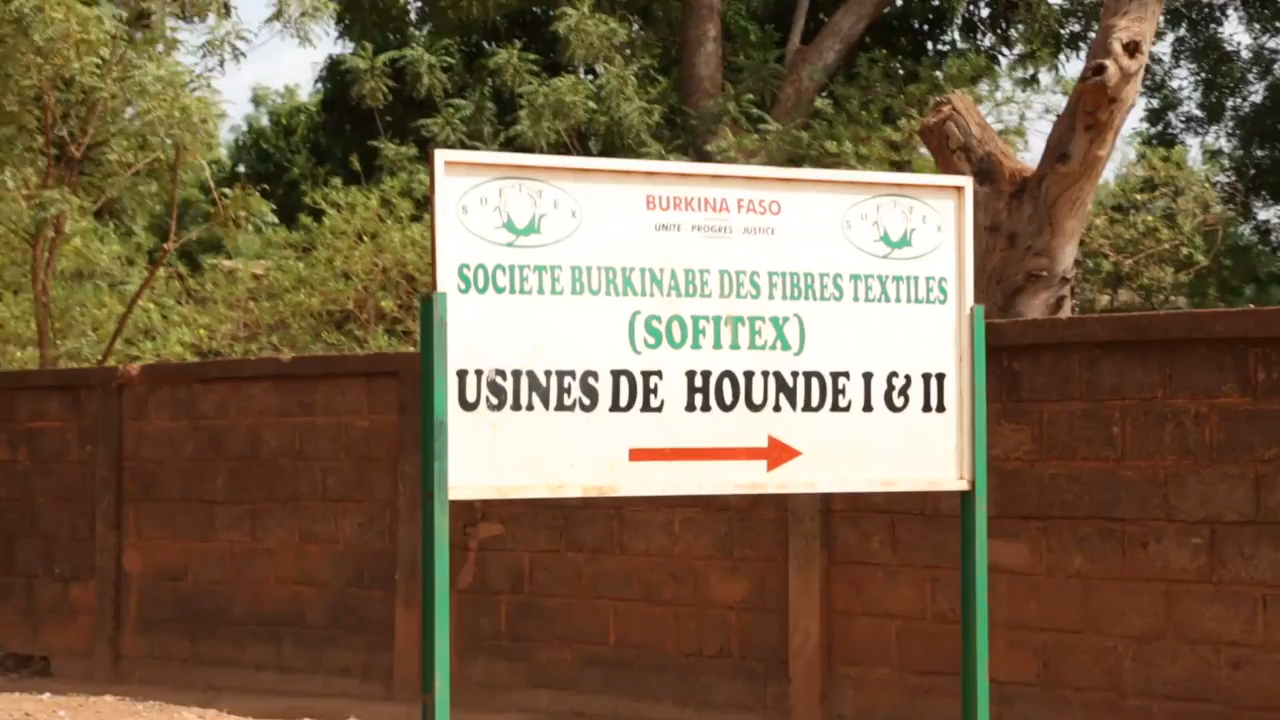 SOFITEX
BURKINA FASO
SOFITEX
UNITE - PROGRES - JUSTICE
SOCIETE BURKINABE DES FIBRES TEXTILES
(SOFITEX)
USINES DE HOUNDE I & II